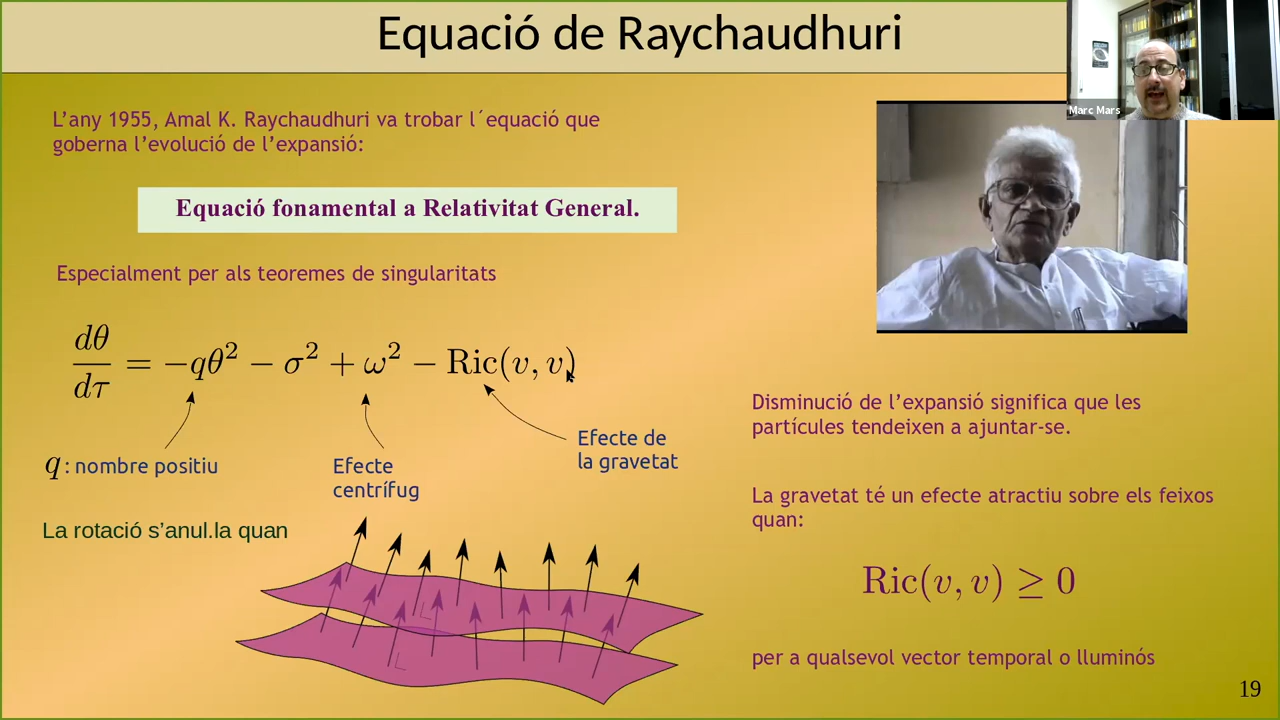 Equació de Raychaudhuri
Marc Mars
L’any 1955, Amal K. Raychaudhuri va trobar l´equació que
goberna l’evolució de l’expansió:
Equació fonamental a Relativitat General.
Especialment per als teoremes de singularitats
dθ/dτ = −qθ² − σ² + ω² − Ric(v, v)
q: nombre positiu
Efecte
centrífug
Efecte de
la gravetat
La rotació s’anul.la quan
Disminució de l’expansió significa que les
partícules tendeixen a ajuntar-se.
La gravetat té un efecte atractiu sobre els feixos
quan:
Ric(v, v) ≥ 0
per a qualsevol vector temporal o lluminós
19